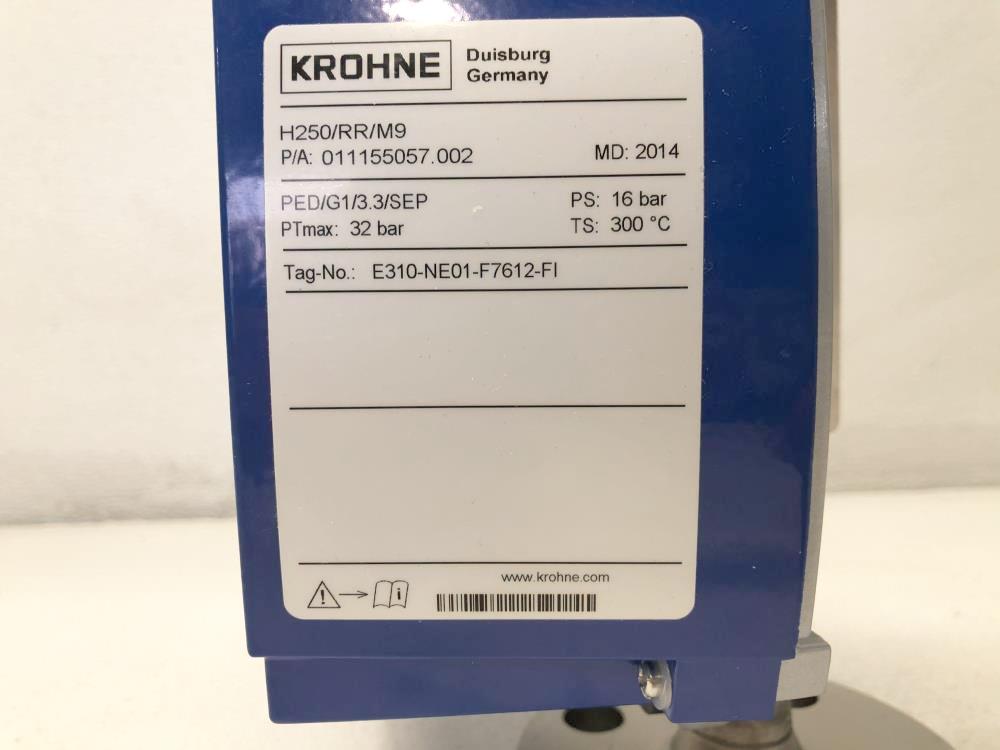 KROHNE
Duisburg
Germany
H250/RR/M9
P/A: 011155057.002
MD: 2014
PED/G1/3.3/SEP
PS: 16 bar
PTmax: 32 bar
TS: 300 °C
Tag-No.: E310-NE01-F7612-FI
www.krohne.com
i